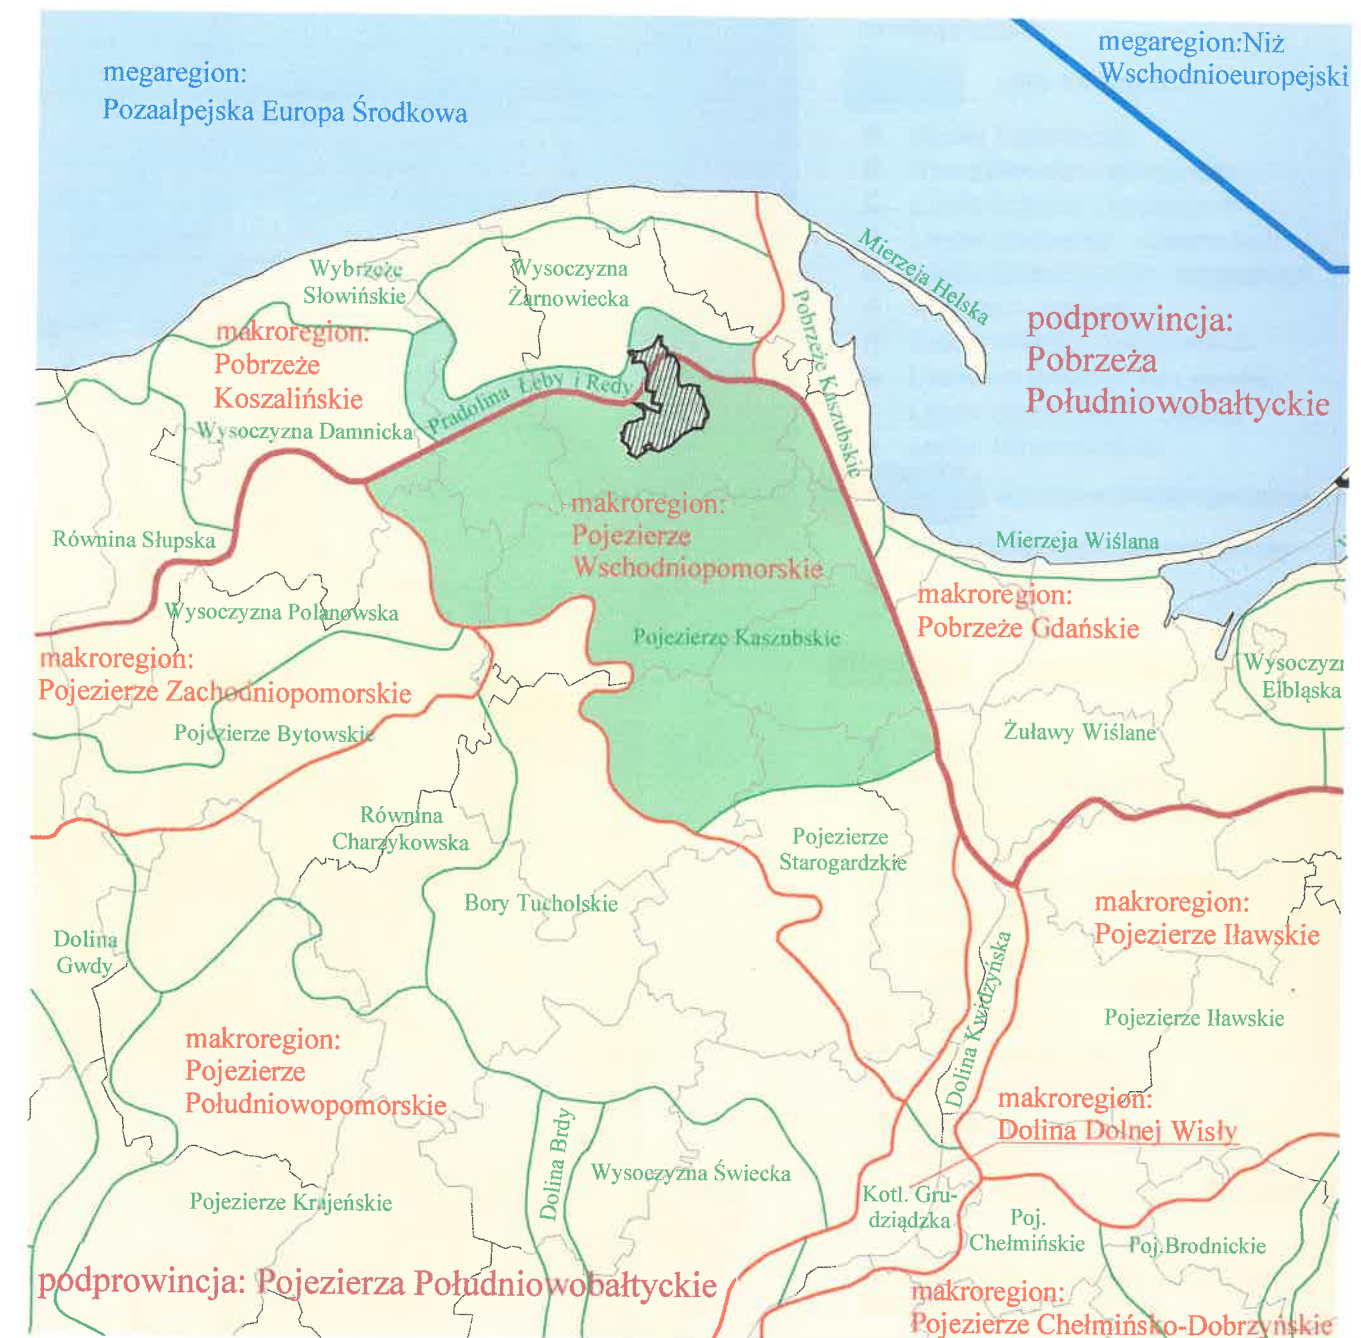 megaregion:
Pozaalpejska Europa Środkowa
megaregion:Niż
Wschodnioeuropejski
Wybrzeże
Słowińskie
Wysoczyzna
Żarnowiecka
Mierzeja Helska
Pobrzeże Kaszubskie
podprowincja:
Pobrzeża
Południowobałtyckie
makroregion:
Pobrzeże
Koszalińskie
Wysoczyzna Damnicka
Pradolina Łeby i Redy
makroregion:
Pojezierze
Wschodniopomorskie
Równina Słupska
Mierzeja Wiślana
Wysoczyzna Polanowska
makroregion:
Pobrzeże Gdańskie
Pojezierze Kaszubskie
makroregion:
Pojezierze Zachodniopomorskie
Wysoczyzn
Elbląska
Pojezierze Bytowskie
Żuławy Wiślane
Równina
Charzykowska
Pojezierze
Starogardzkie
Bory Tucholskie
makroregion:
Pojezierze Iławskie
Dolina
Gwdy
Dolina Kwidzyńska
Pojezierze Iławskie
makroregion:
Pojezierze
Południowopomorskie
makroregion:
Dolina Dolnej Wisły
Dolina Brdy
Wysoczyzna Świecka
Pojezierze Krajeńskie
Kotl. Gru-
dziądzka
Poj.
Chełmińskie
Poj.Brodnickie
podprowincja: Pojezierza Południowobałtyckie
makroregion:
Pojezierze Chełmińsko-Dobrzyńskie